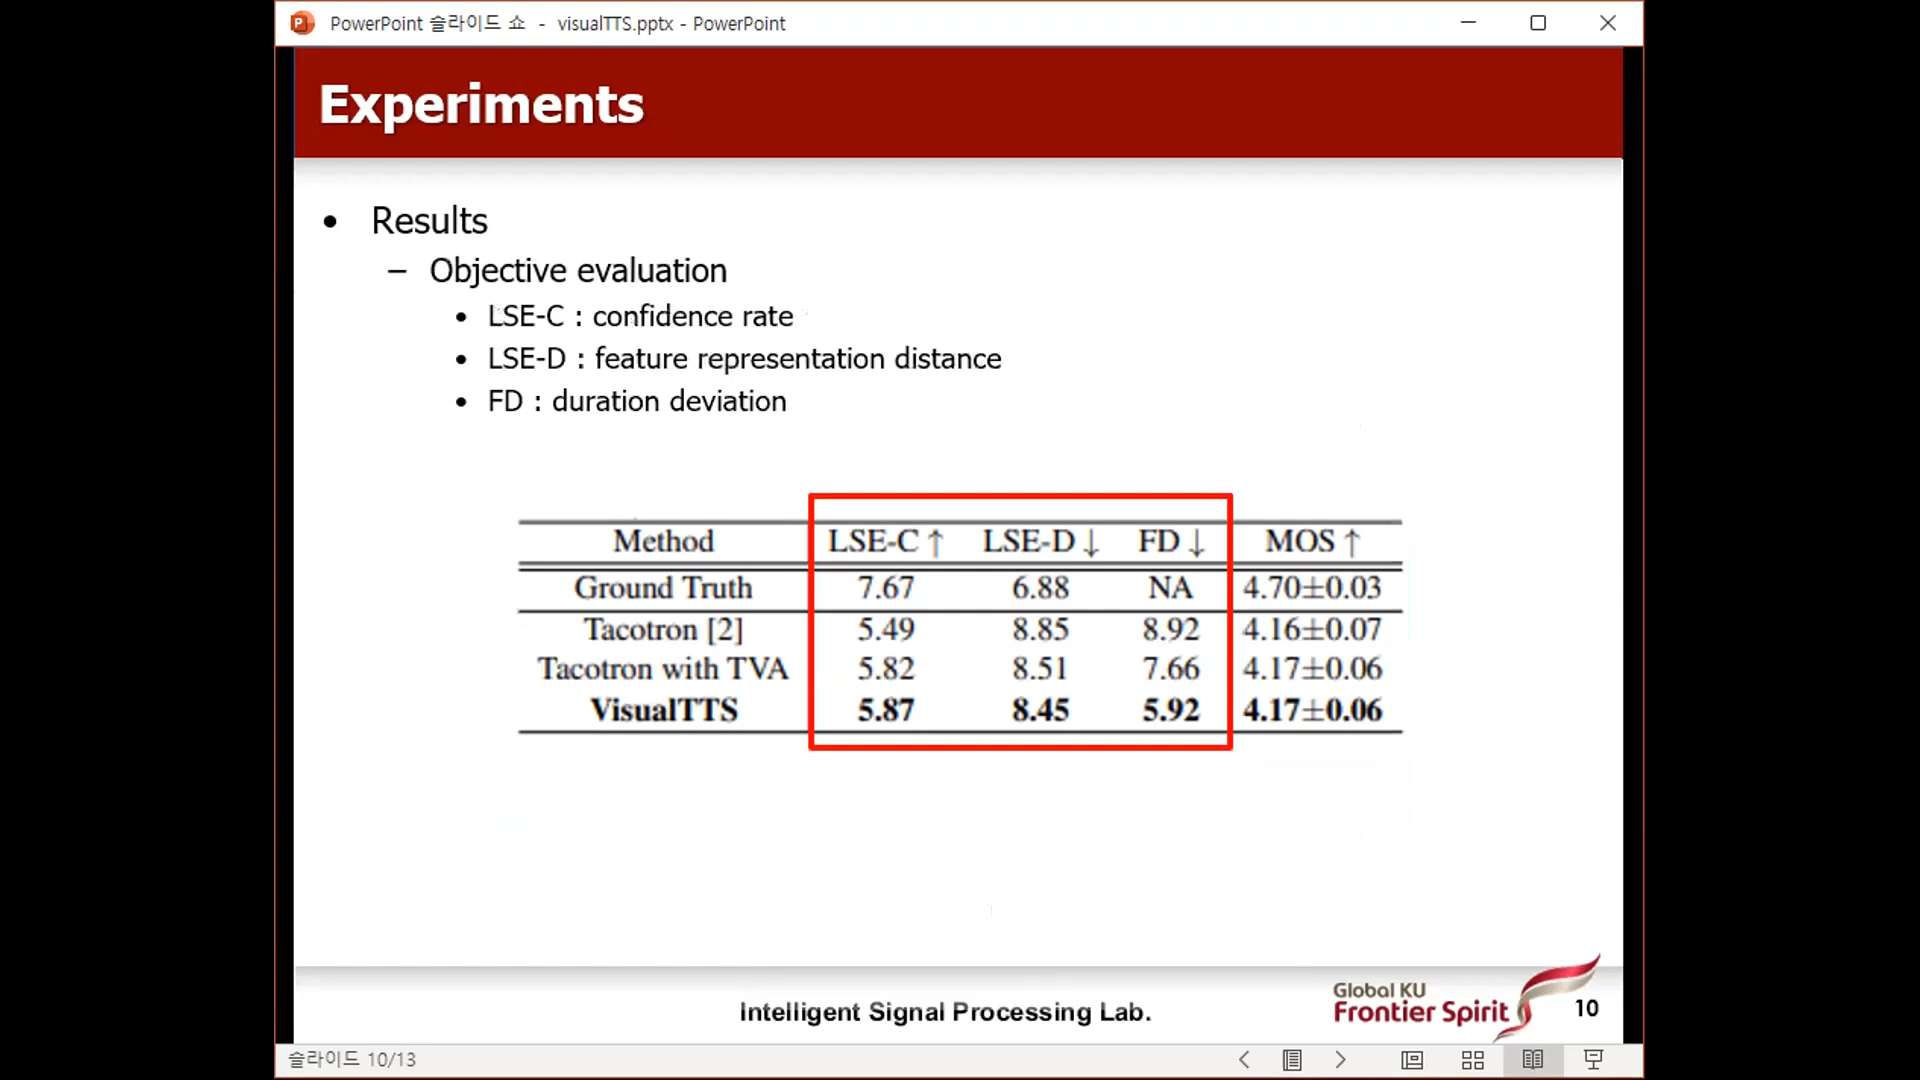 PowerPoint 슬라이드 쇼 - visualTTS.pptx - PowerPoint
Experiments
• Results
– Objective evaluation
• LSE-C : confidence rate
• LSE-D : feature representation distance
• FD : duration deviation
Method LSE-C ↑ LSE-D ↓ FD ↓ MOS ↑
Ground Truth 7.67 6.88 NA 4.70±0.03
Tacotron [2] 5.49 8.85 8.92 4.16±0.07
Tacotron with TVA 5.82 8.51 7.66 4.17±0.06
VisualTTS 5.87 8.45 5.92 4.17±0.06
Intelligent Signal Processing Lab.
Global KU
Frontier Spirit
10
슬라이드 10/13